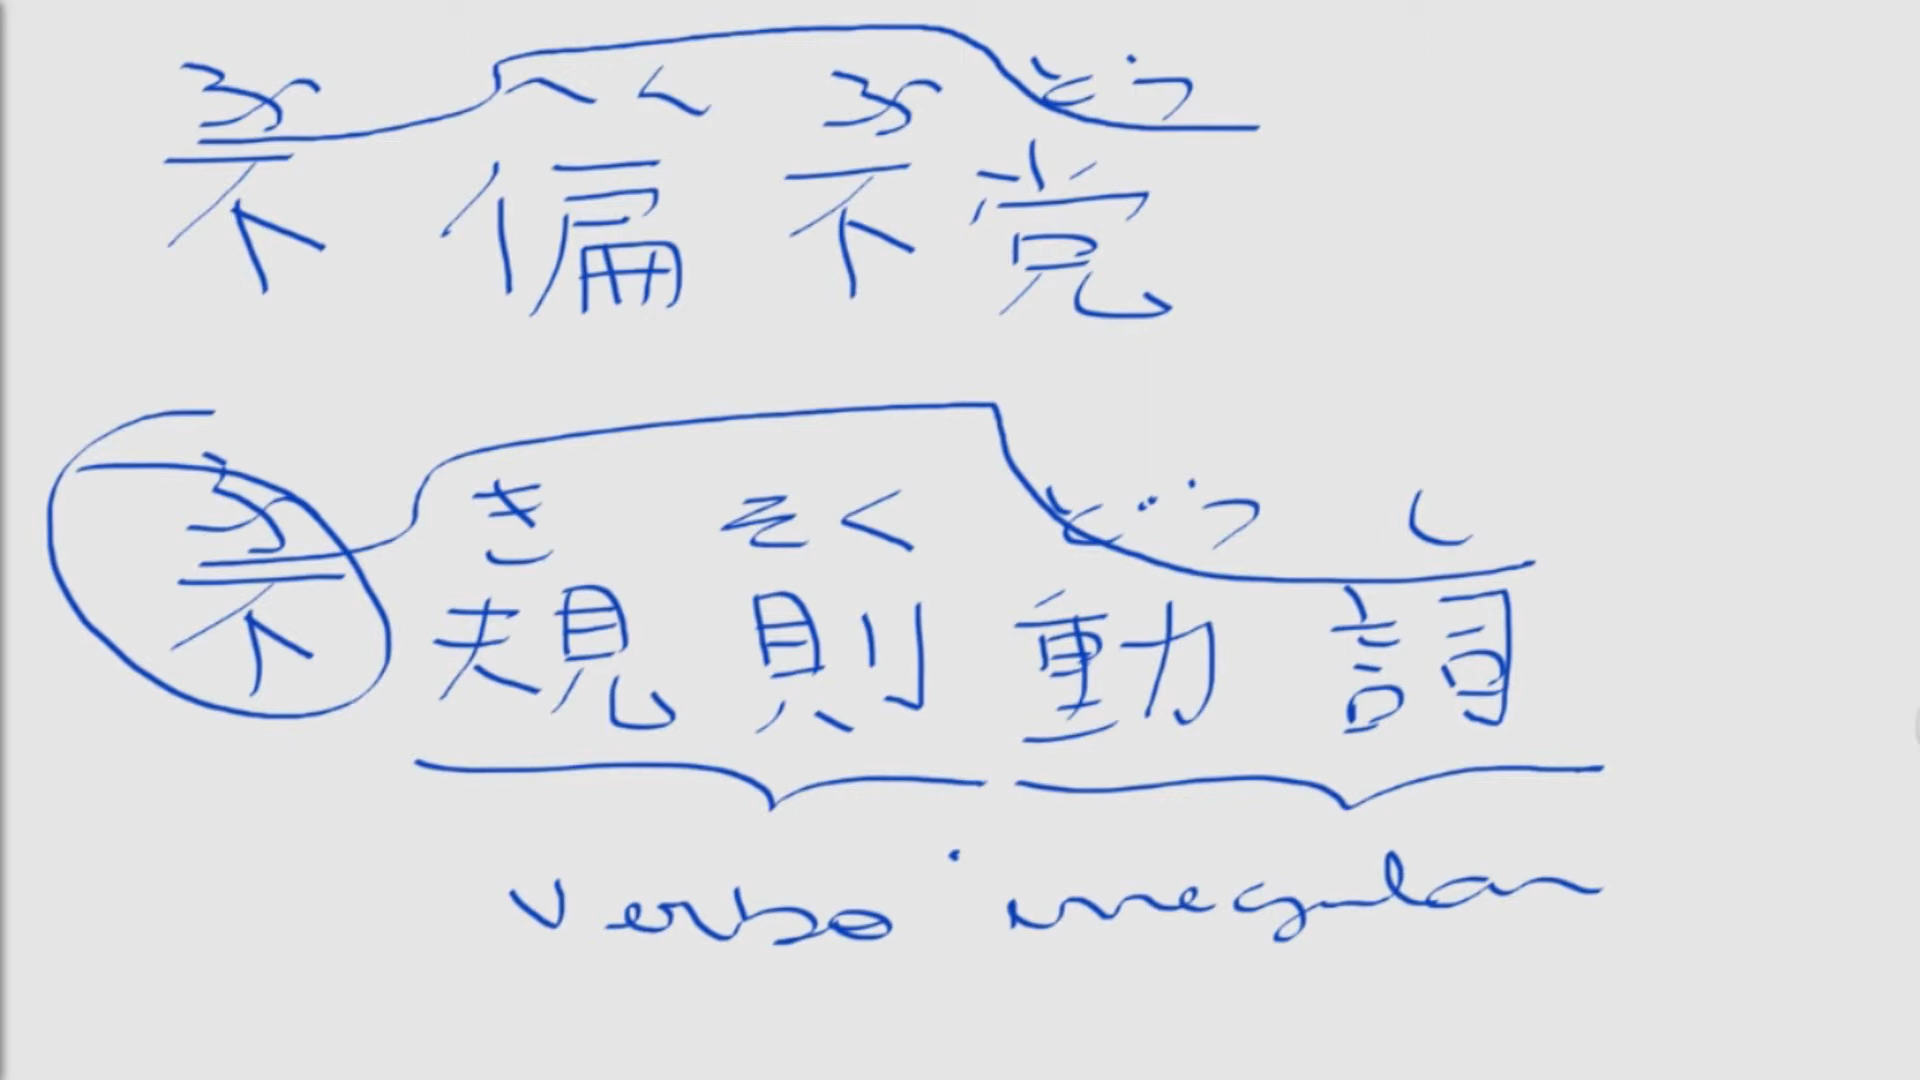 ふ へん ふ とう
不 偏 不 党
ふ き そく どう し
不 規 則 動 詞
verbo irregular